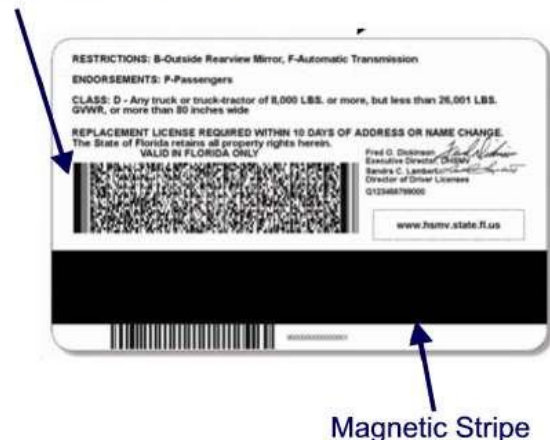 RESTRICTIONS: B-Outside Rearview Mirror, F-Automatic Transmission
ENDORSEMENTS: P-Passengers
CLASS: D - Any truck or truck-tractor of 8,000 LBS. or more, but less than 26,001 LBS.
GVWR, or more than 80 inches wide
REPLACEMENT LICENSE REQUIRED WITHIN 10 DAYS OF ADDRESS OR NAME CHANGE.
The State of Florida retains all property rights herein.
VALID IN FLORIDA ONLY
Fred O. Dickinson
Executive Director, DHSMV
Sandra C. Lambert
Director of Driver Licenses
www.hsmv.state.fl.us
Magnetic Stripe